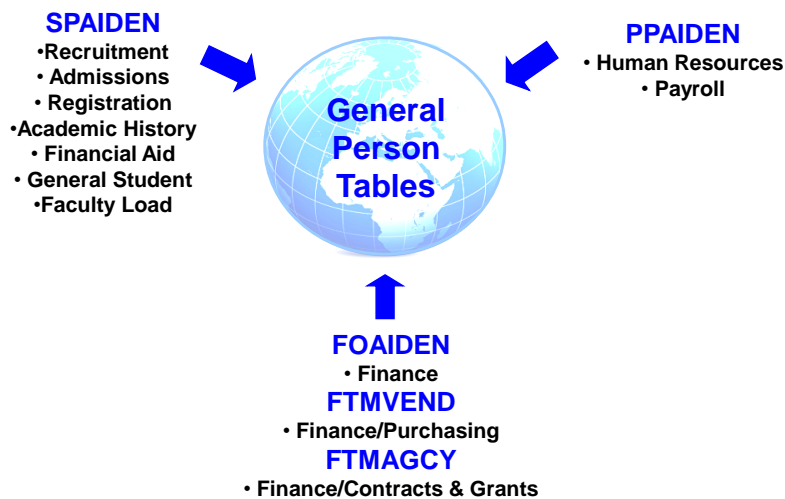 SPAIDEN
•Recruitment
• Admissions
• Registration
•Academic History
• Financial Aid
• General Student
•Faculty Load
General
Person
Tables
PPAIDEN
• Human Resources
• Payroll
FOAIDEN
• Finance
FTMVEND
• Finance/Purchasing
FTMAGCY
• Finance/Contracts & Grants